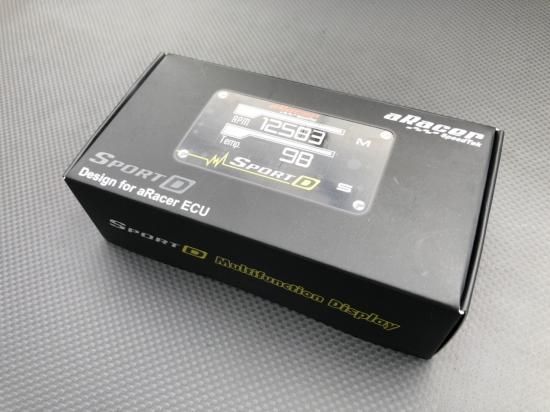 aRacer
SpeedTek
RPM 12583
M
Temp. 98
SPORT D
S
SPORT D
Design for aRacer ECU
SPORT D Multifunction Display